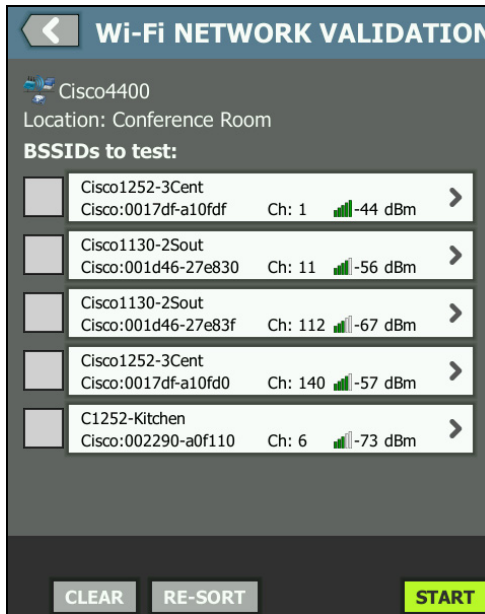 Wi-Fi NETWORK VALIDATION
Cisco4400
Location: Conference Room
BSSIDs to test:
Cisco1252-3Cent
Cisco:0017df-a10fdf Ch: 1 -44 dBm
Cisco1130-2Sout
Cisco:001d46-27e830 Ch: 11 -56 dBm
Cisco1130-2Sout
Cisco:001d46-27e83f Ch: 112 -67 dBm
Cisco1252-3Cent
Cisco:0017df-a10fd0 Ch: 140 -57 dBm
C1252-Kitchen
Cisco:002290-a0f110 Ch: 6 -73 dBm
CLEAR RE-SORT START